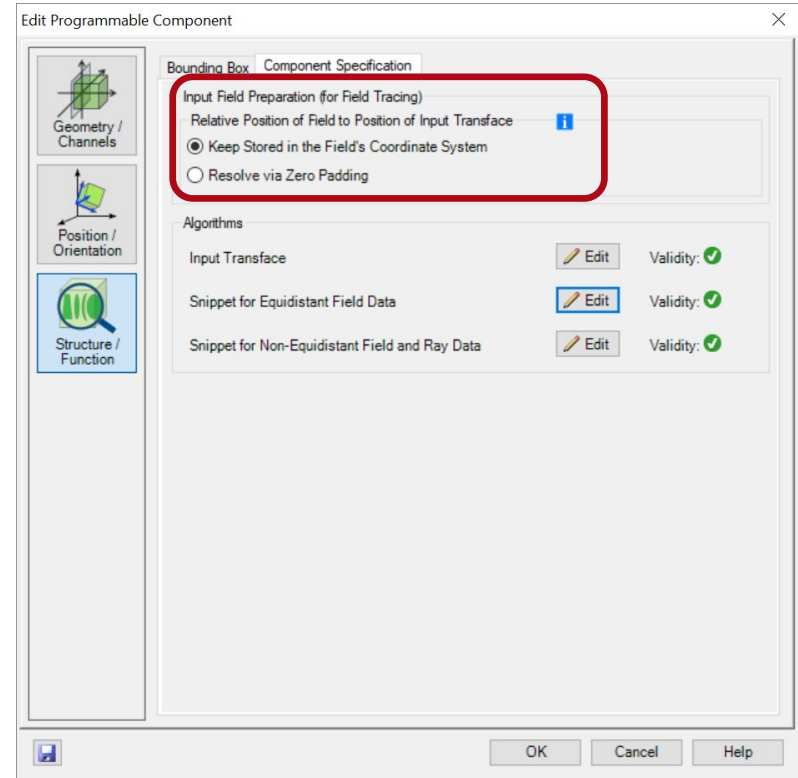 Edit Programmable Component
Geometry /
Channels
Position /
Orientation
Structure /
Function
Bounding Box Component Specification
Input Field Preparation (for Field Tracing)
Relative Position of Field to Position of Input Transface i
Keep Stored in the Field's Coordinate System
Resolve via Zero Padding
Algorithms
Input Transface Edit Validity:
Snippet for Equidistant Field Data Edit Validity:
Snippet for Non-Equidistant Field and Ray Data Edit Validity:
OK Cancel Help